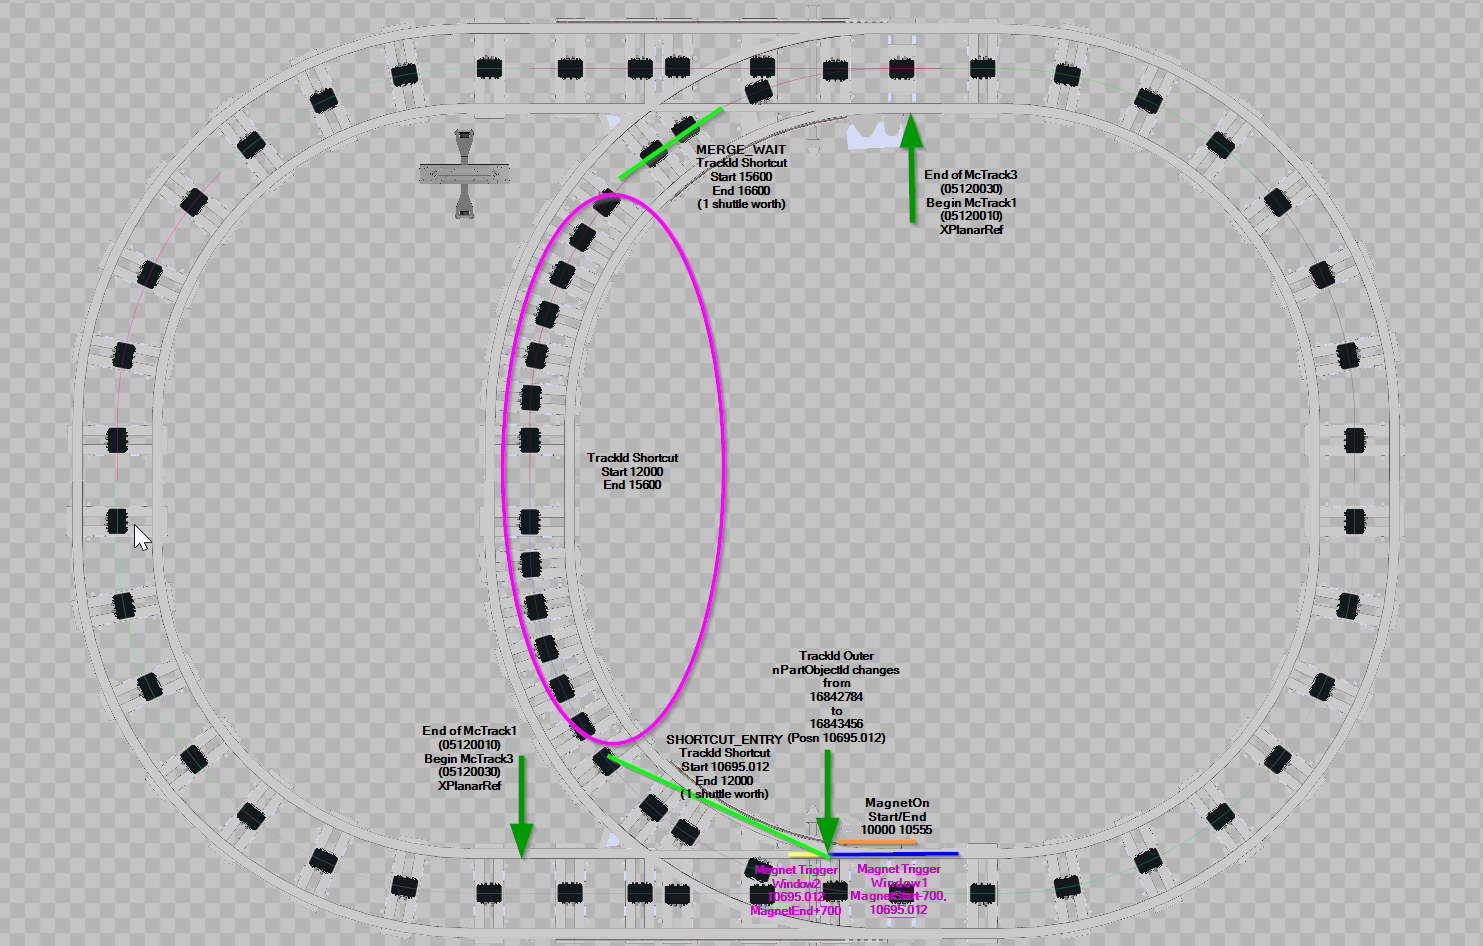 MERGE_WAIT
TrackId Shortcut
Start 15600
End 16600
(1 shuttle worth)
End of McTrack3
(05120030)
Begin McTrack1
(05120010)
XPlanarRef
TrackId Shortcut
Start 12000
End 15600
TrackId Outer
nPartObjectId changes
from
16842784
to
16843456
(Posn 10695.012)
End of McTrack1
(05120010)
Begin McTrack3
(05120030)
XPlanarRef
SHORTCUT_ENTRY
TrackId Shortcut
Start 10695.012
End 12000
(1 shuttle worth)
MagnetOn
Start/End
10000 10555
Magnet Trigger
Window2
10695.012,
MagnetEnd+700
Magnet Trigger
Window1
MagnetStart-700,
10695.012